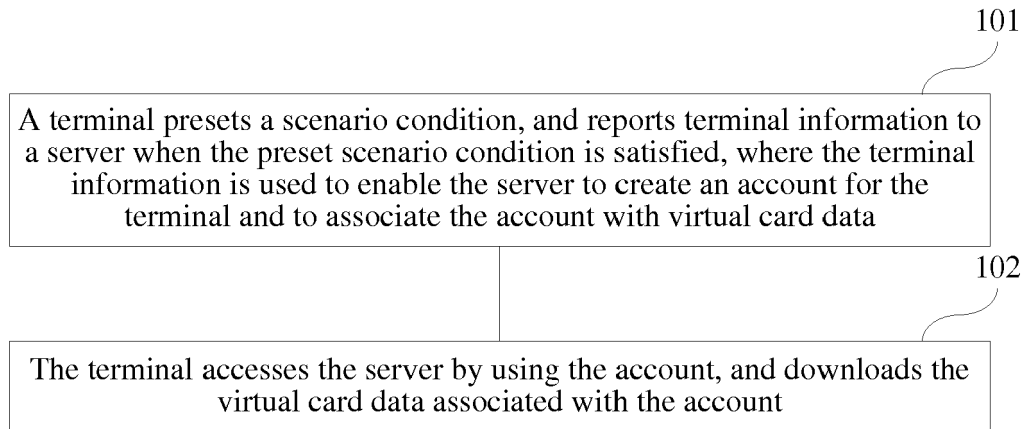 101
A terminal presets a scenario condition, and reports terminal information to
a server when the preset scenario condition is satisfied, where the terminal
information is used to enable the server to create an account for the
terminal and to associate the account with virtual card data
102
The terminal accesses the server by using the account, and downloads the
virtual card data associated with the account